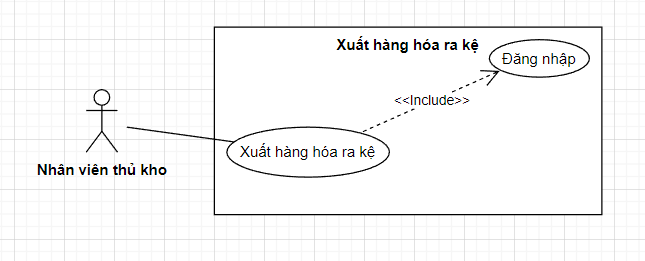 Xuất hàng hóa ra kệ
Đăng nhập
<<Include>>
Xuất hàng hóa ra kệ
Nhân viên thủ kho